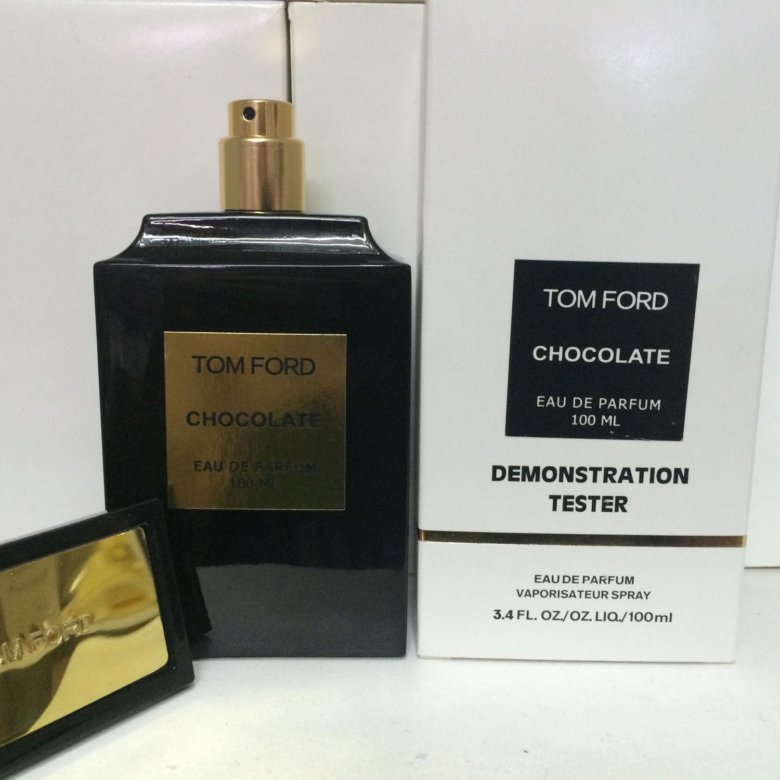 TOM FORD
CHOCOLATE
EAU DE PARFUM
100 ML
TOM FORD
CHOCOLATE
EAU DE PARFUM
100 ML
DEMONSTRATION
TESTER
EAU DE PARFUM
VAPORISATEUR SPRAY
3.4 FL. OZ./OZ. LIQ./100ml
FORD